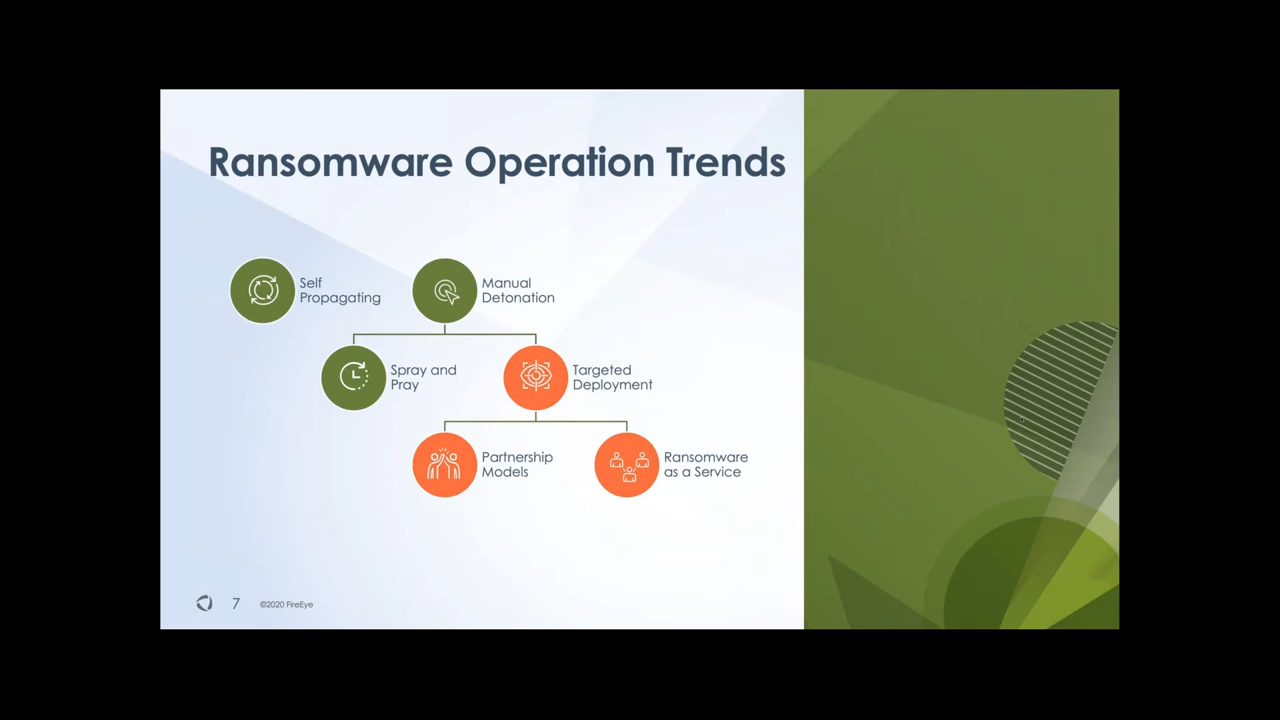 Ransomware Operation Trends
Self
Propagating
Manual
Detonation
Spray and
Pray
Targeted
Deployment
Partnership
Models
Ransomware
as a Service
7 ©2020 FireEye